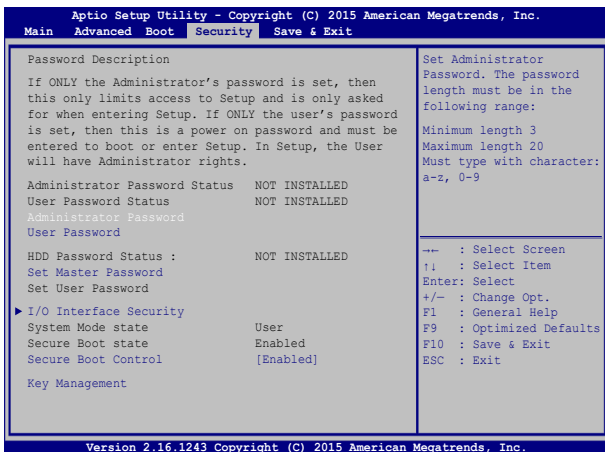 Aptio Setup Utility - Copyright (C) 2015 American Megatrends, Inc.
Main Advanced Boot Security Save & Exit
Password Description
If ONLY the Administrator's password is set, then
this only limits access to Setup and is only asked
for when entering Setup. If ONLY the user's password
is set, then this is a power on password and must be
entered to boot or enter Setup. In Setup, the User
will have Administrator rights.
Administrator Password Status NOT INSTALLED
User Password Status NOT INSTALLED
Administrator Password
User Password
HDD Password Status : NOT INSTALLED
Set Master Password
Set User Password
I/O Interface Security
System Mode state User
Secure Boot state Enabled
Secure Boot Control [Enabled]
Key Management
Set Administrator
Password. The password
length must be in the
following range:
Minimum length 3
Maximum length 20
Must type with character:
a-z, 0-9
→← : Select Screen
↑↓ : Select Item
Enter: Select
+/— : Change Opt.
F1 : General Help
F9 : Optimized Defaults
F10 : Save & Exit
ESC : Exit
Version 2.16.1243 Copyright (C) 2015 American Megatrends, Inc.